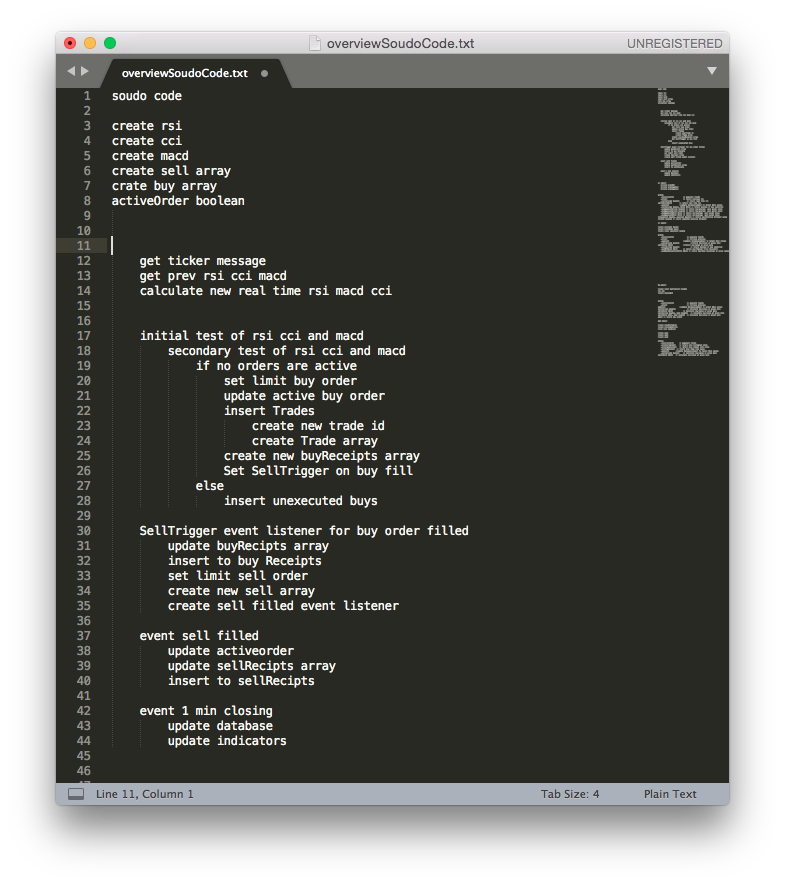 overviewSoudoCode.txt
UNREGISTERED
overviewSoudoCode.txt
1 soudo code
2
3 create rsi
4 create cci
5 create macd
6 create sell array
7 crate buy array
8 activeOrder boolean
9
10
11
12 get ticker message
13 get prev rsi cci macd
14 calculate new real time rsi macd cci
15
16
17 initial test of rsi cci and macd
18 secondary test of rsi cci and macd
19 if no orders are active
20 set limit buy order
21 update active buy order
22 insert Trades
23 create new trade id
24 create Trade array
25 create new buyReceipts array
26 Set SellTrigger on buy fill
27 else
28 insert unexecuted buys
29
30 SellTrigger event listener for buy order filled
31 update buyRecipts array
32 insert to buy Receipts
33 set limit sell order
34 create new sell array
35 create sell filled event listener
36
37 event sell filled
38 update activeorder
39 update sellRecipts array
40 insert to sellRecipts
41
42 event 1 min closing
43 update database
44 update indicators
45
46
Line 11, Column 1
Tab Size: 4
Plain Text